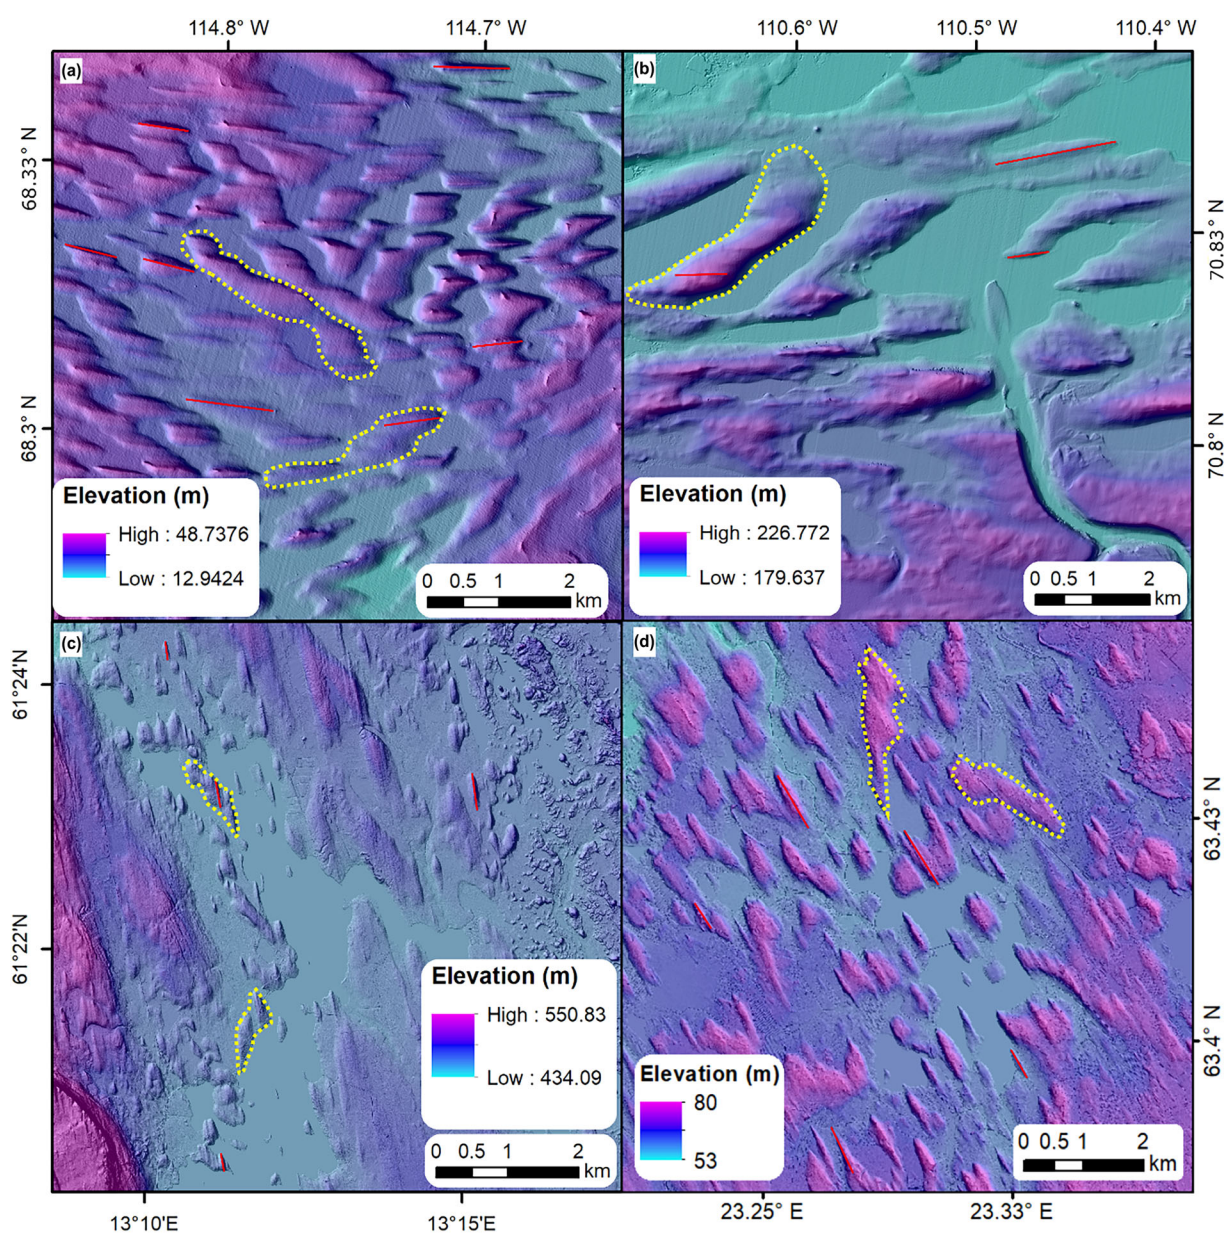 114.8° W 114.7° W 110.6° W 110.5° W 110.4° W
(a)
68.33° N
68.3° N
Elevation (m)
High : 48.7376
Low : 12.9424
0 0.5 1 2
km
(b)
70.83° N
70.8° N
Elevation (m)
High : 226.772
Low : 179.637
0 0.5 1 2
km
(c)
61°24'N
61°22'N
Elevation (m)
High : 550.83
Low : 434.09
0 0.5 1 2
km
(d)
63.43° N
63.4° N
Elevation (m)
80
53
0 0.5 1 2
km
13°10'E 13°15'E 23.25° E 23.33° E